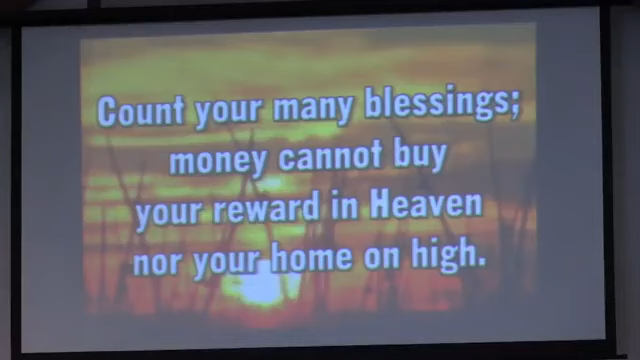 Count your many blessings;
money cannot buy
your reward in Heaven
nor your home on high.